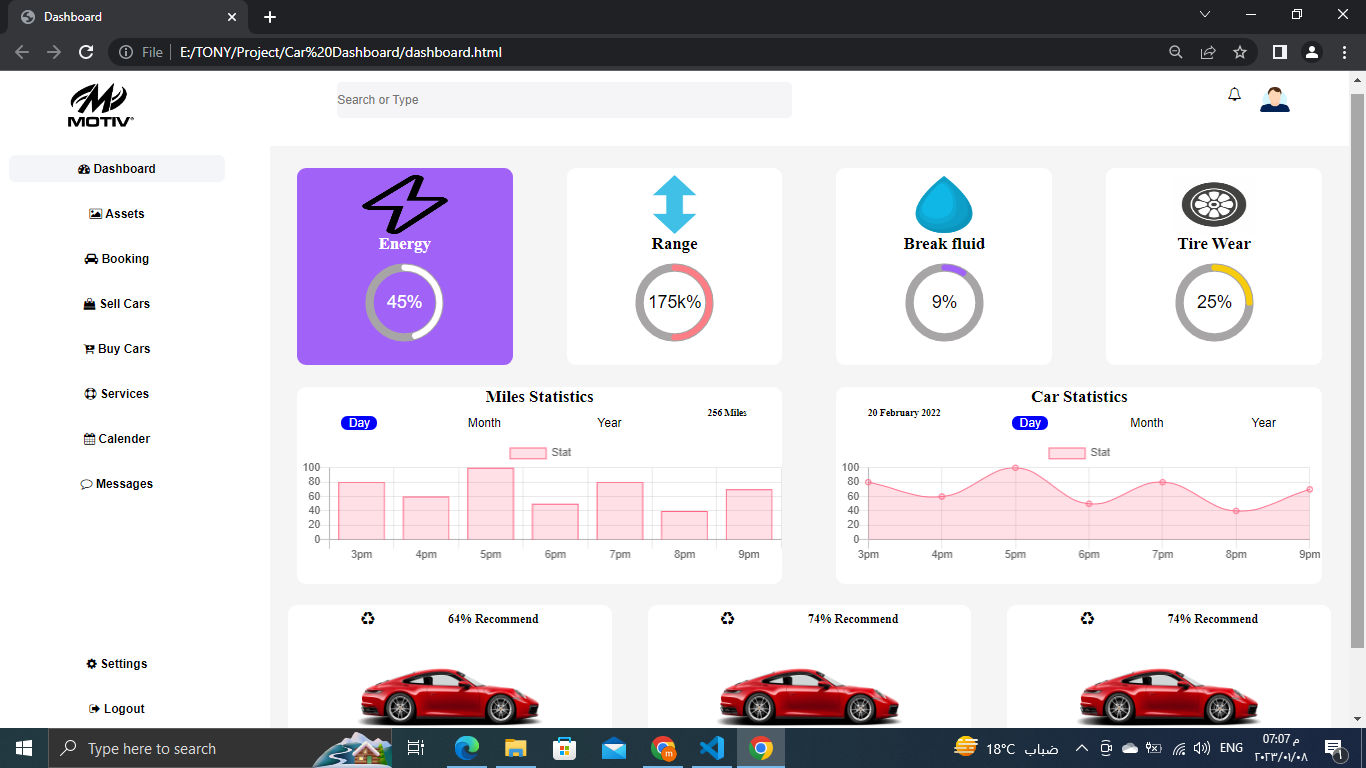 Dashboard
File
E:/TONY/Project/Car%20Dashboard/dashboard.html
MOTIV
Search or Type
Dashboard
Assets
Booking
Sell Cars
Buy Cars
Services
Calender
Messages
Settings
Logout
Energy
45%
Range
175k%
Break fluid
9%
Tire Wear
25%
Miles Statistics
Day
Month
Year
256 Miles
Stat
100
80
60
40
20
0
3pm
4pm
5pm
6pm
7pm
8pm
9pm
Car Statistics
20 February 2022
Day
Month
Year
Stat
100
80
60
40
20
0
3pm
4pm
5pm
6pm
7pm
8pm
9pm
64% Recommend
74% Recommend
74% Recommend
Type here to search
m
18°C ضباب
ENG
07:07 م
٢٠٢٣/٠١/٠٨
1